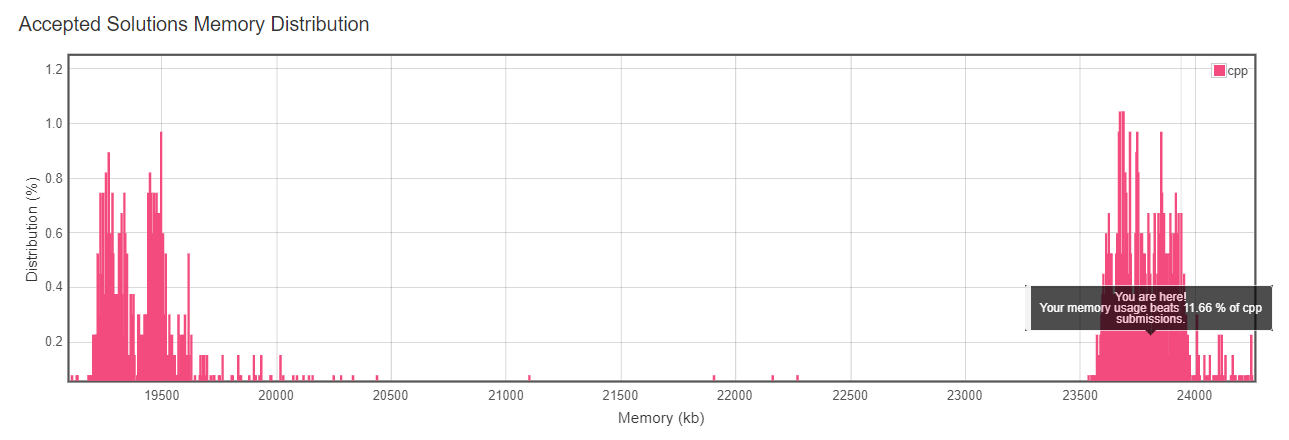 Accepted Solutions Memory Distribution
1.2
1.0
0.8
0.6
0.4
0.2
Distribution (%)
cpp
You are here!
Your memory usage beats 11.66 % of cpp
submissions.
19500 20000 20500 21000 21500 22000 22500 23000 23500 24000
Memory (kb)